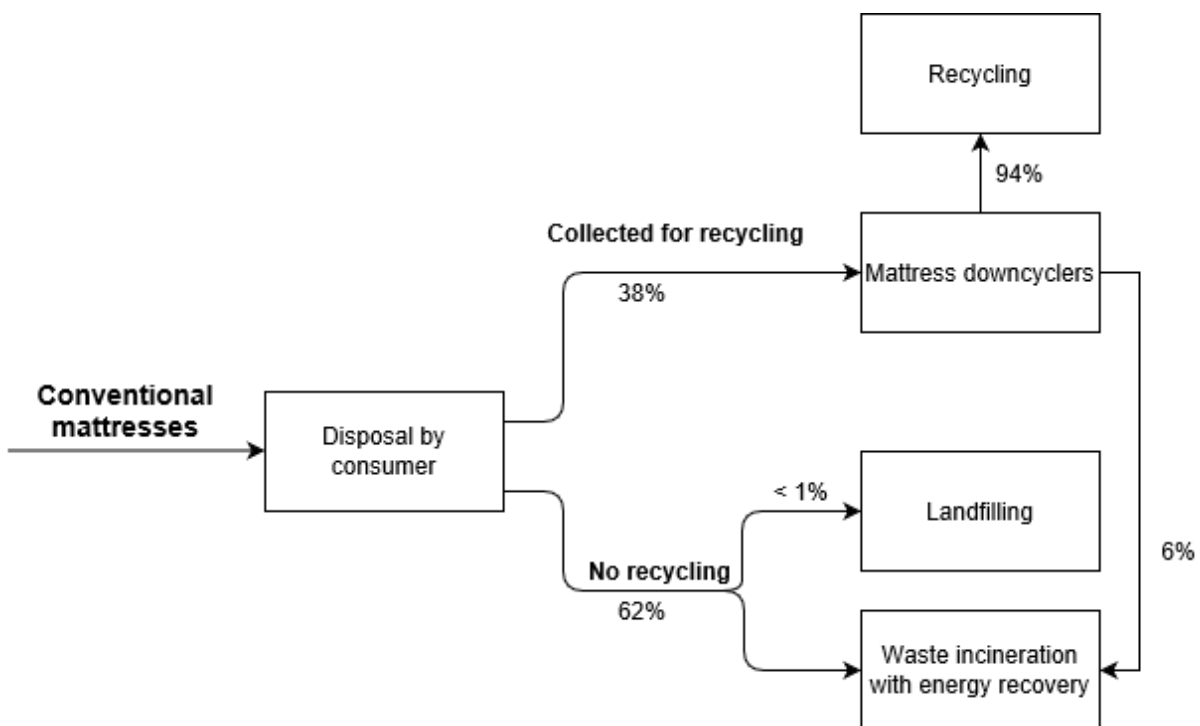 Recycling
94%
Collected for recycling
38%
Mattress downcyclers
Conventional
mattresses
Disposal by
consumer
< 1%
Landfilling
6%
No recycling
62%
Waste incineration
with energy recovery